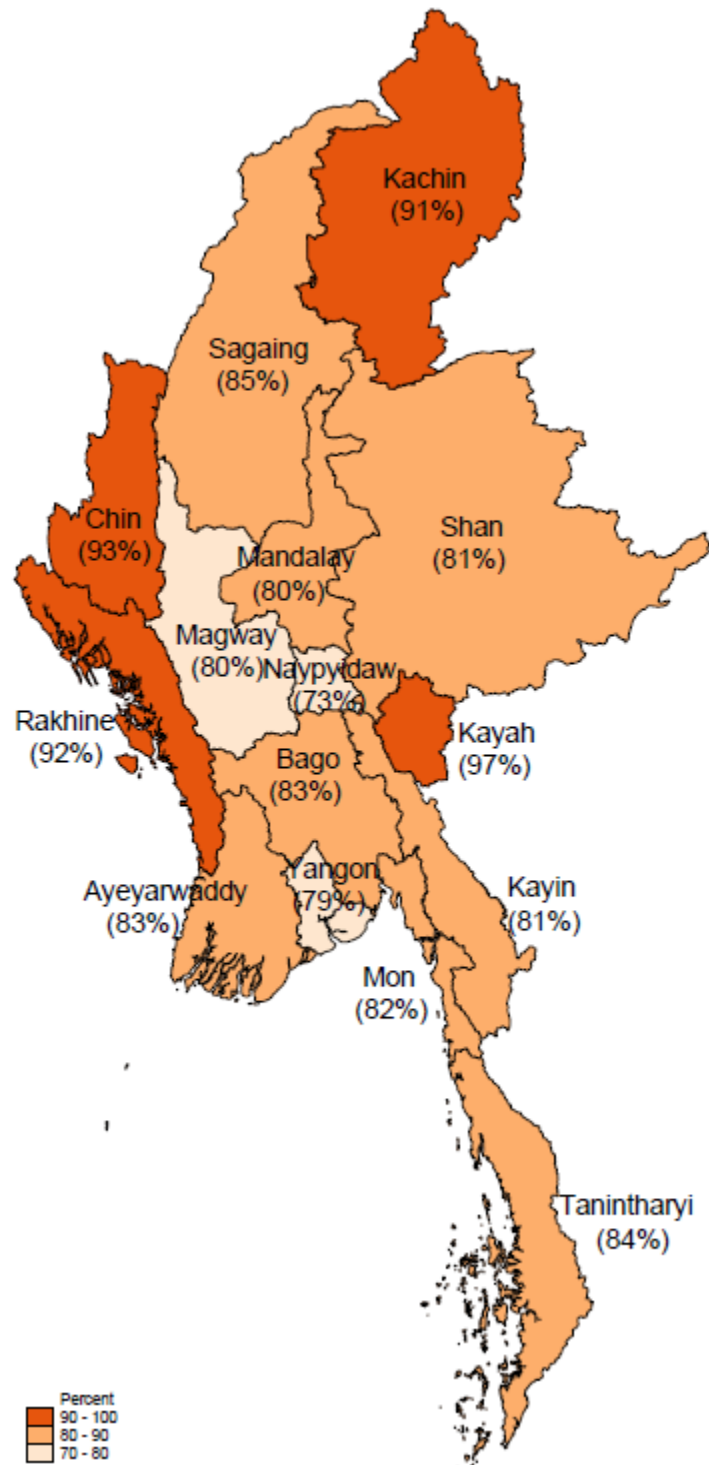 Kachin
(91%)
Sagaing
(85%)
Chin
(93%)
Shan
(81%)
Mandalay
(80%)
Magway
(80%)
Naypyidaw
(73%)
Rakhine
(92%)
Kayah
(97%)
Bago
(83%)
Ayeyarwaddy
(83%)
Yangon
(79%)
Kayin
(81%)
Mon
(82%)
Tanintharyi
(84%)
Percent
90 - 100
80 - 90
70 - 80